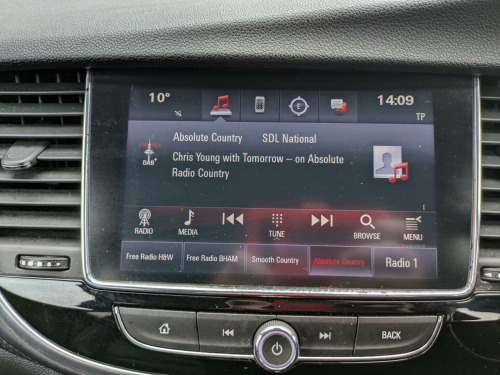 10°
14:09
TP
Absolute Country SDL National
DAB+
Chris Young with Tomorrow -- on Absolute
Radio Country
RADIO MEDIA TUNE BROWSE MENU
Free Radio H&W Free Radio BHAM Smooth Country Absolute Country Radio 1
BACK